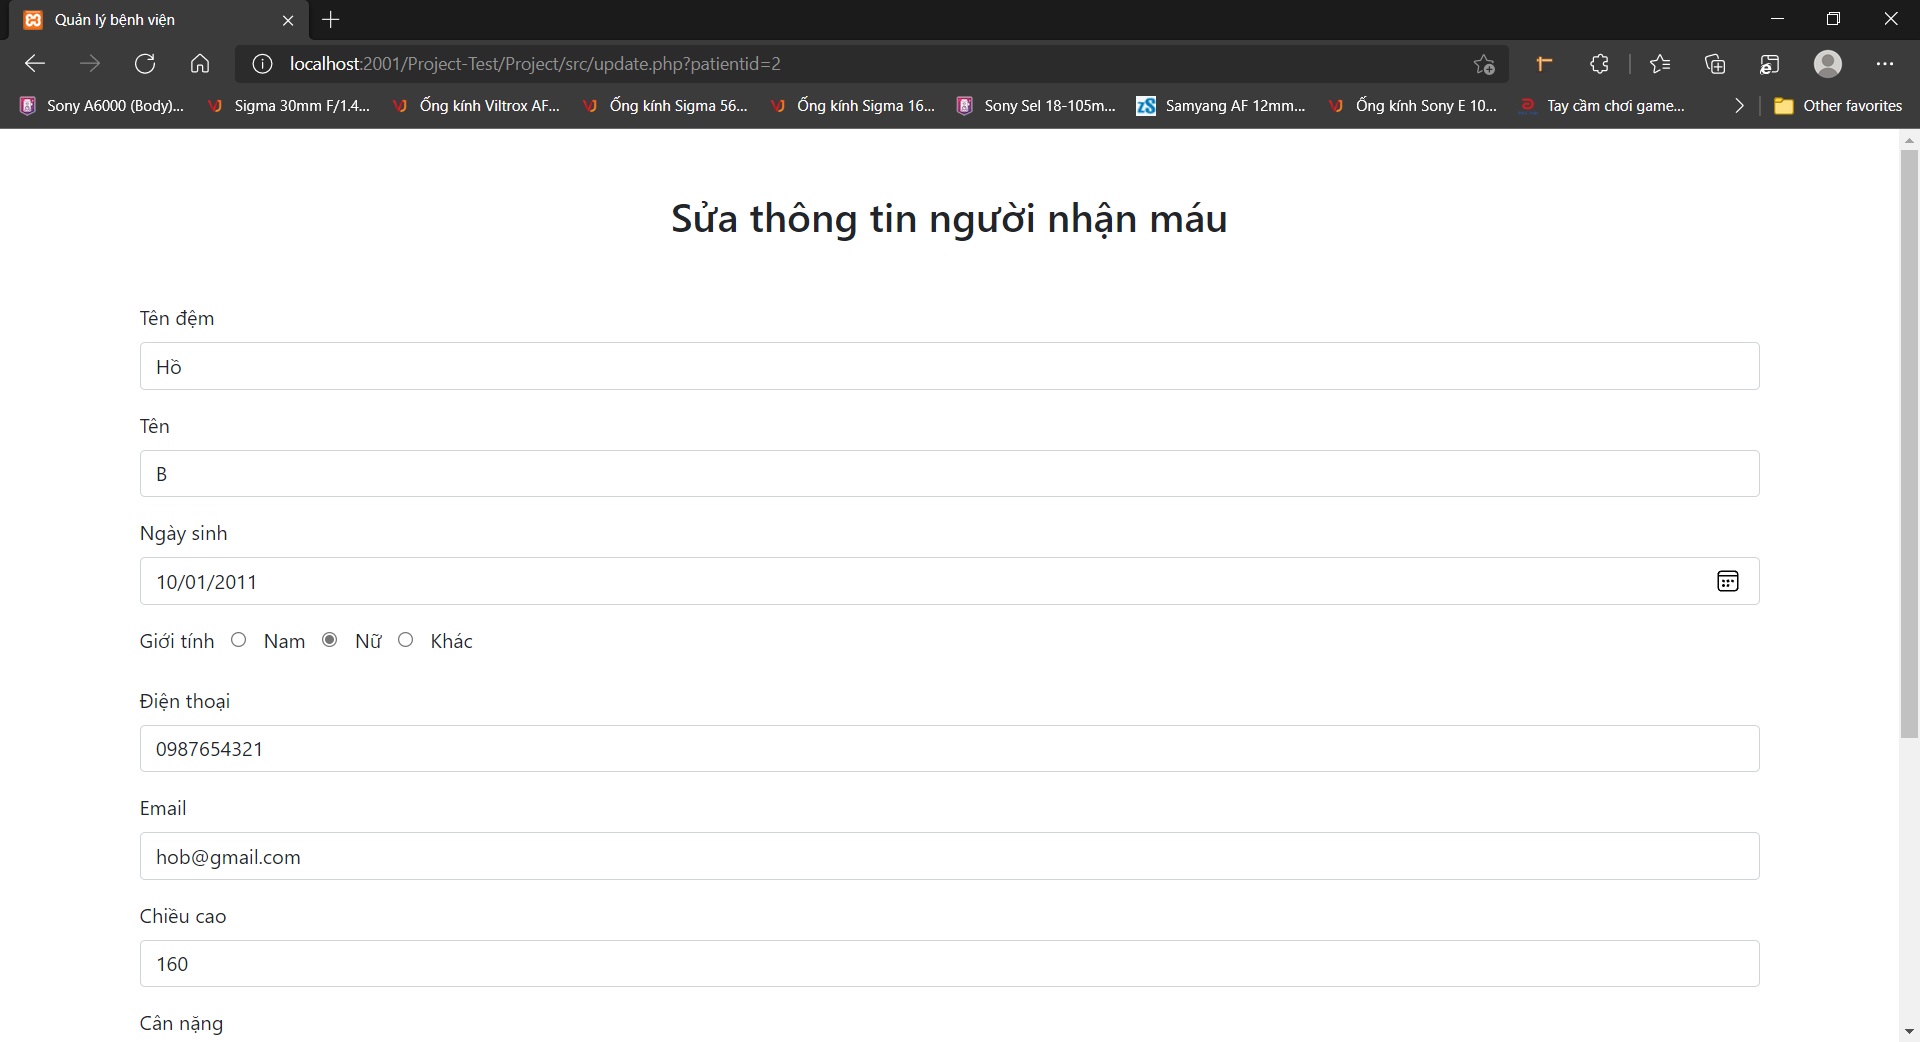 Quản lý bệnh viện
localhost:2001/Project-Test/Project/src/update.php?patientid=2
Sony A6000 (Body)... Sigma 30mm F/1.4... Ống kính Viltrox AF... Ống kính Sigma 56... Ống kính Sigma 16... Sony Sel 18-105m... Samyang AF 12mm... Ống kính Sony E 10... Tay cầm chơi game... Other favorites
Sửa thông tin người nhận máu
Tên đệm
Hồ
Tên
B
Ngày sinh
10/01/2011
Giới tính Nam Nữ Khác
Điện thoại
0987654321
Email
hob@gmail.com
Chiều cao
160
Cân nặng